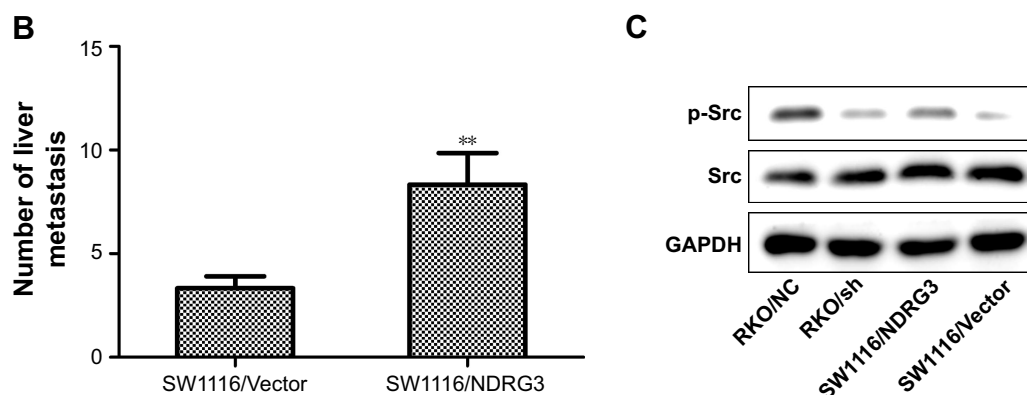 B
Number of liver
metastasis
15
10
5
0
**
SW1116/Vector
SW1116/NDRG3
C
p-Src
Src
GAPDH
RKO/NC
RKO/sh
SW1116/NDRG3
SW1116/Vector